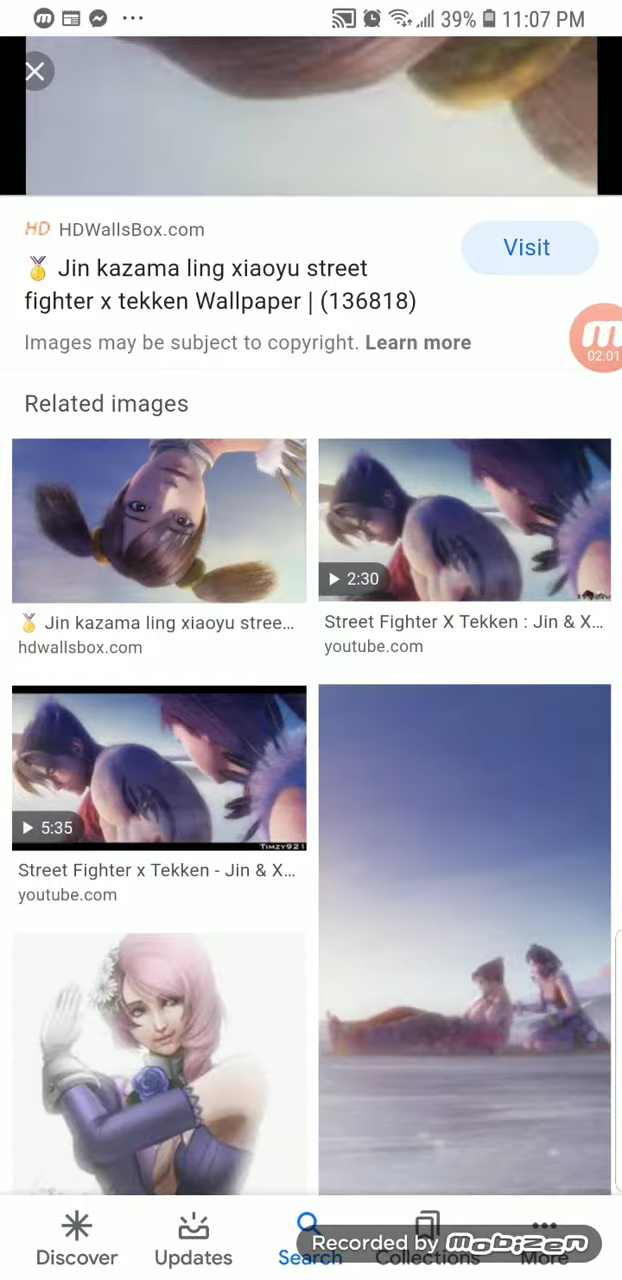 39% 11:07 PM
HD HDWallsBox.com
Visit
🏅 Jin kazama ling xiaoyu street
fighter x tekken Wallpaper | (136818)
Images may be subject to copyright. Learn more
02:01
Related images
2:30
🏅 Jin kazama ling xiaoyu stree...
hdwallsbox.com
Street Fighter X Tekken : Jin & X...
youtube.com
5:35
TIMZY921
Street Fighter x Tekken - Jin & X...
youtube.com
Discover
Updates
Search
Collections
More
Recorded by mobizen